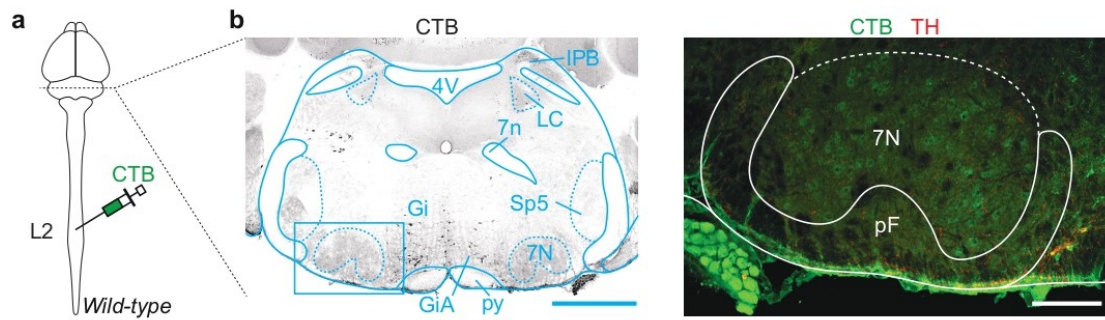 a
CTB
L2
Wild-type
b
CTB
lPB
4V
LC
7n
Gi
Sp5
7N
GiA
py
CTB TH
7N
pF